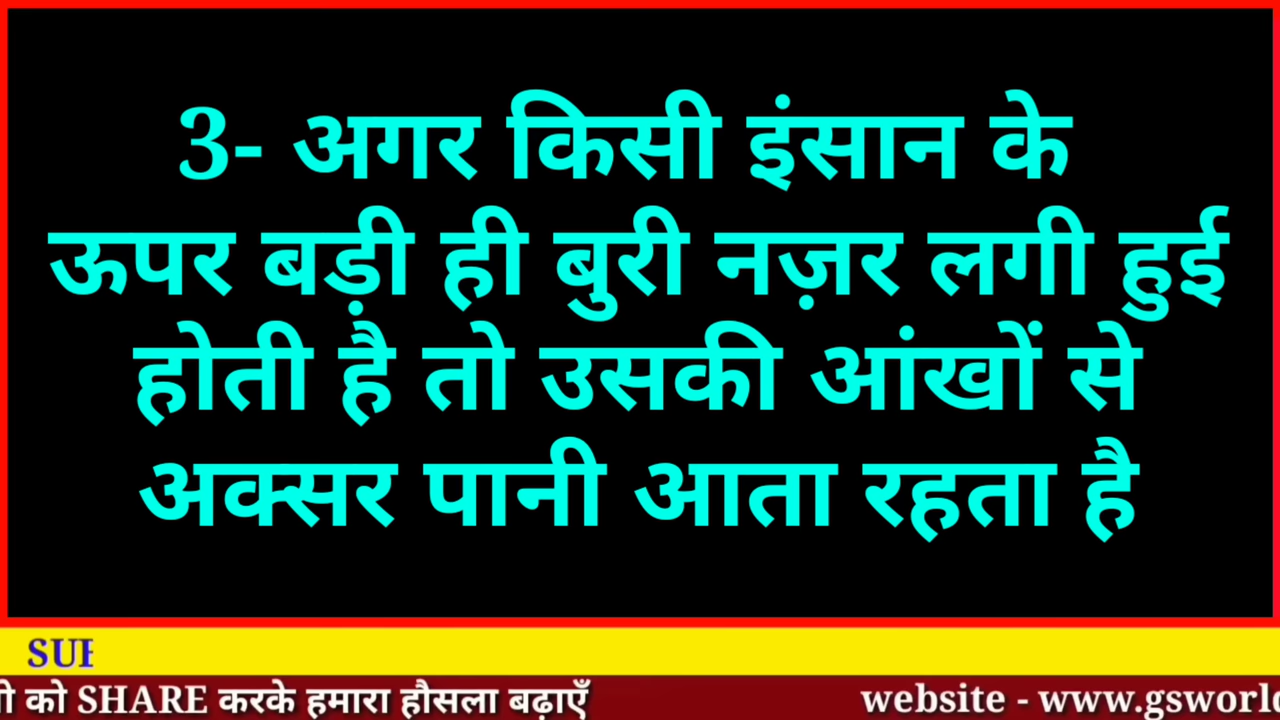 3- अगर किसी इंसान के
ऊपर बड़ी ही बुरी नज़र लगी हुई
होती है तो उसकी आंखों से
अक्सर पानी आता रहता है
को SHARE करके हमारा हौसला बढ़ाएँ website - www.gsworld